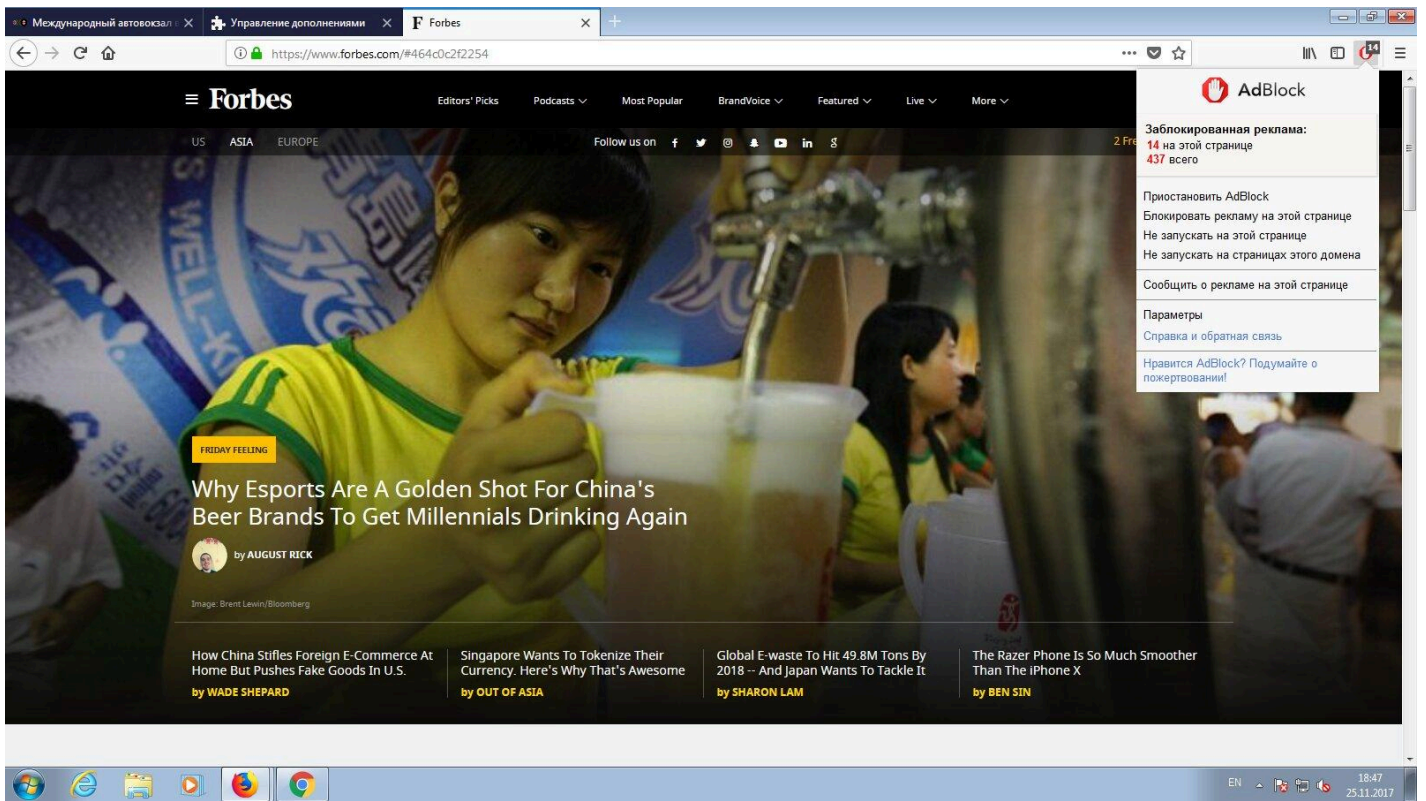 Международный автовокзал в
Управление дополнениями
F Forbes
https://www.forbes.com/#464c0c2f2254
14
Forbes
Editors' Picks
Podcasts
Most Popular
BrandVoice
Featured
Live
More
US ASIA EUROPE
Follow us on
2 Fre
AdBlock
Заблокированная реклама:
14 на этой странице
437 всего
Приостановить AdBlock
Блокировать рекламу на этой странице
Не запускать на этой странице
Не запускать на страницах этого домена
Сообщить о рекламе на этой странице
Параметры
Справка и обратная связь
Нравится AdBlock? Подумайте о
пожертвовании!
S WELL-K
FRIDAY FEELING
Why Esports Are A Golden Shot For China's
Beer Brands To Get Millennials Drinking Again
by AUGUST RICK
Image: Brent Lewin/Bloomberg
How China Stifles Foreign E-Commerce At
Home But Pushes Fake Goods In U.S.
by WADE SHEPARD
Singapore Wants To Tokenize Their
Currency. Here's Why That's Awesome
by OUT OF ASIA
Global E-waste To Hit 49.8M Tons By
2018 -- And Japan Wants To Tackle It
by SHARON LAM
The Razer Phone Is So Much Smoother
Than The iPhone X
by BEN SIN
EN
18:47
25.11.2017